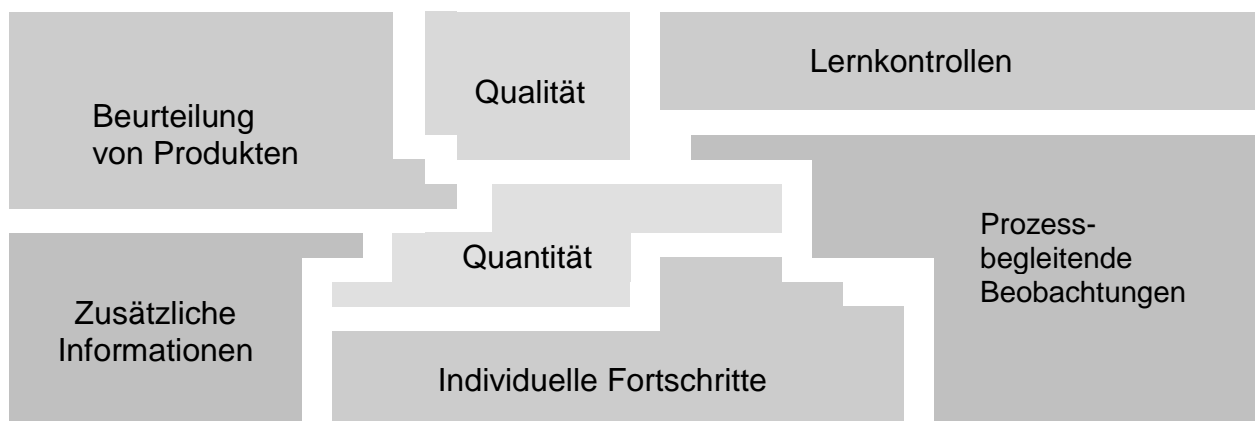 Beurteilung
von Produkten
Qualität
Lernkontrollen
Quantität
Prozess-
begleitende
Beobachtungen
Zusätzliche
Informationen
Individuelle Fortschritte